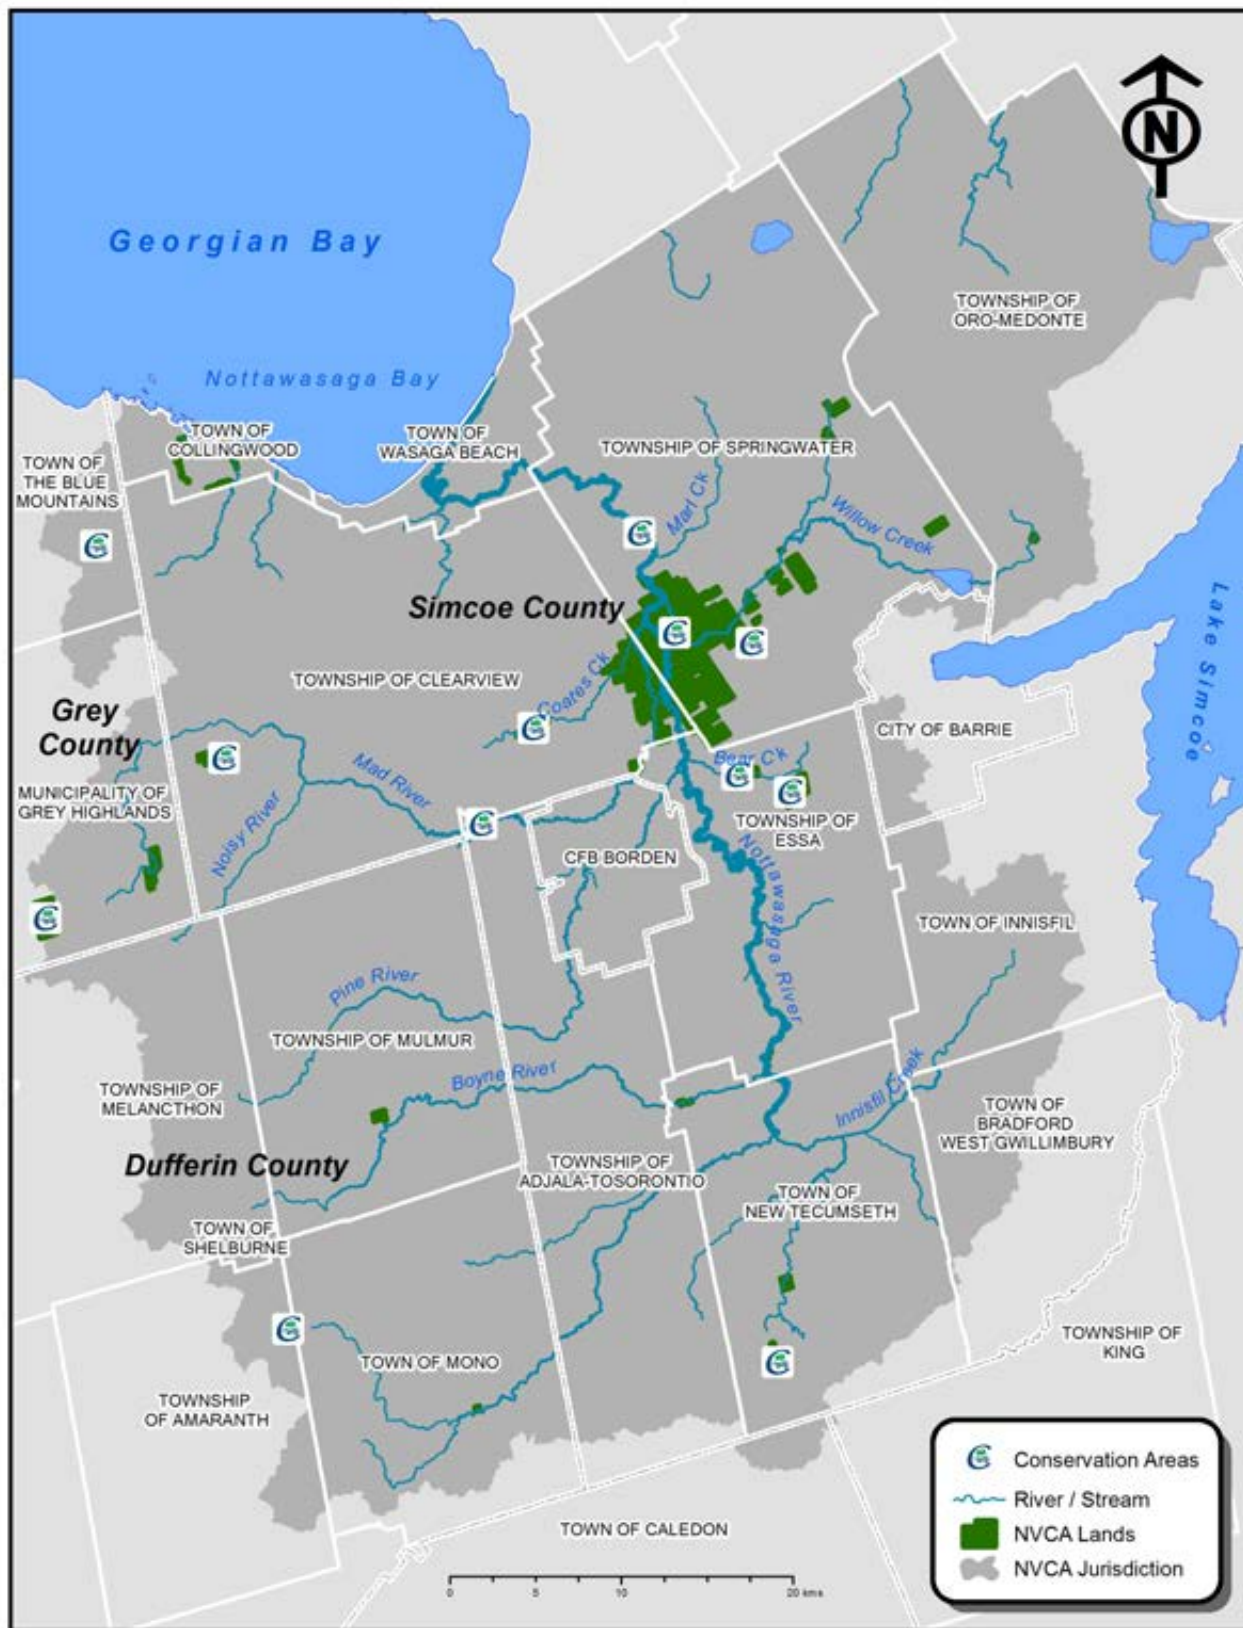 N
Georgian Bay
TOWNSHIP OF
ORO-MEDONTE
Nottawasaga Bay
TOWN OF
COLLINGWOOD
TOWN OF
WASAGA BEACH
TOWNSHIP OF SPRINGWATER
TOWN OF
THE BLUE
MOUNTAINS
Marl Ck
Willow Creek
Simcoe County
Lake Simcoe
TOWNSHIP OF CLEARVIEW
Coates Ck
Grey
County
CITY OF BARRIE
Bear Ck
Mad River
MUNICIPALITY OF
GREY HIGHLANDS
Noisy River
TOWNSHIP OF
ESSA
CFB BORDEN
Nottawasaga River
TOWN OF INNISFIL
Pine River
TOWNSHIP OF MULMUR
Boyne River
Innisfil Creek
TOWNSHIP OF
MELANCTHON
TOWN OF
BRADFORD
WEST GWILLIMBURY
Dufferin County
TOWNSHIP OF
ADJALA-TOSORONTIO
TOWN OF
NEW TECUMSETH
TOWN OF
SHELBURNE
TOWNSHIP OF
KING
TOWN OF MONO
TOWNSHIP
OF AMARANTH
TOWN OF CALEDON
Conservation Areas
River / Stream
NVCA Lands
NVCA Jurisdiction
0 5 10 20 kms